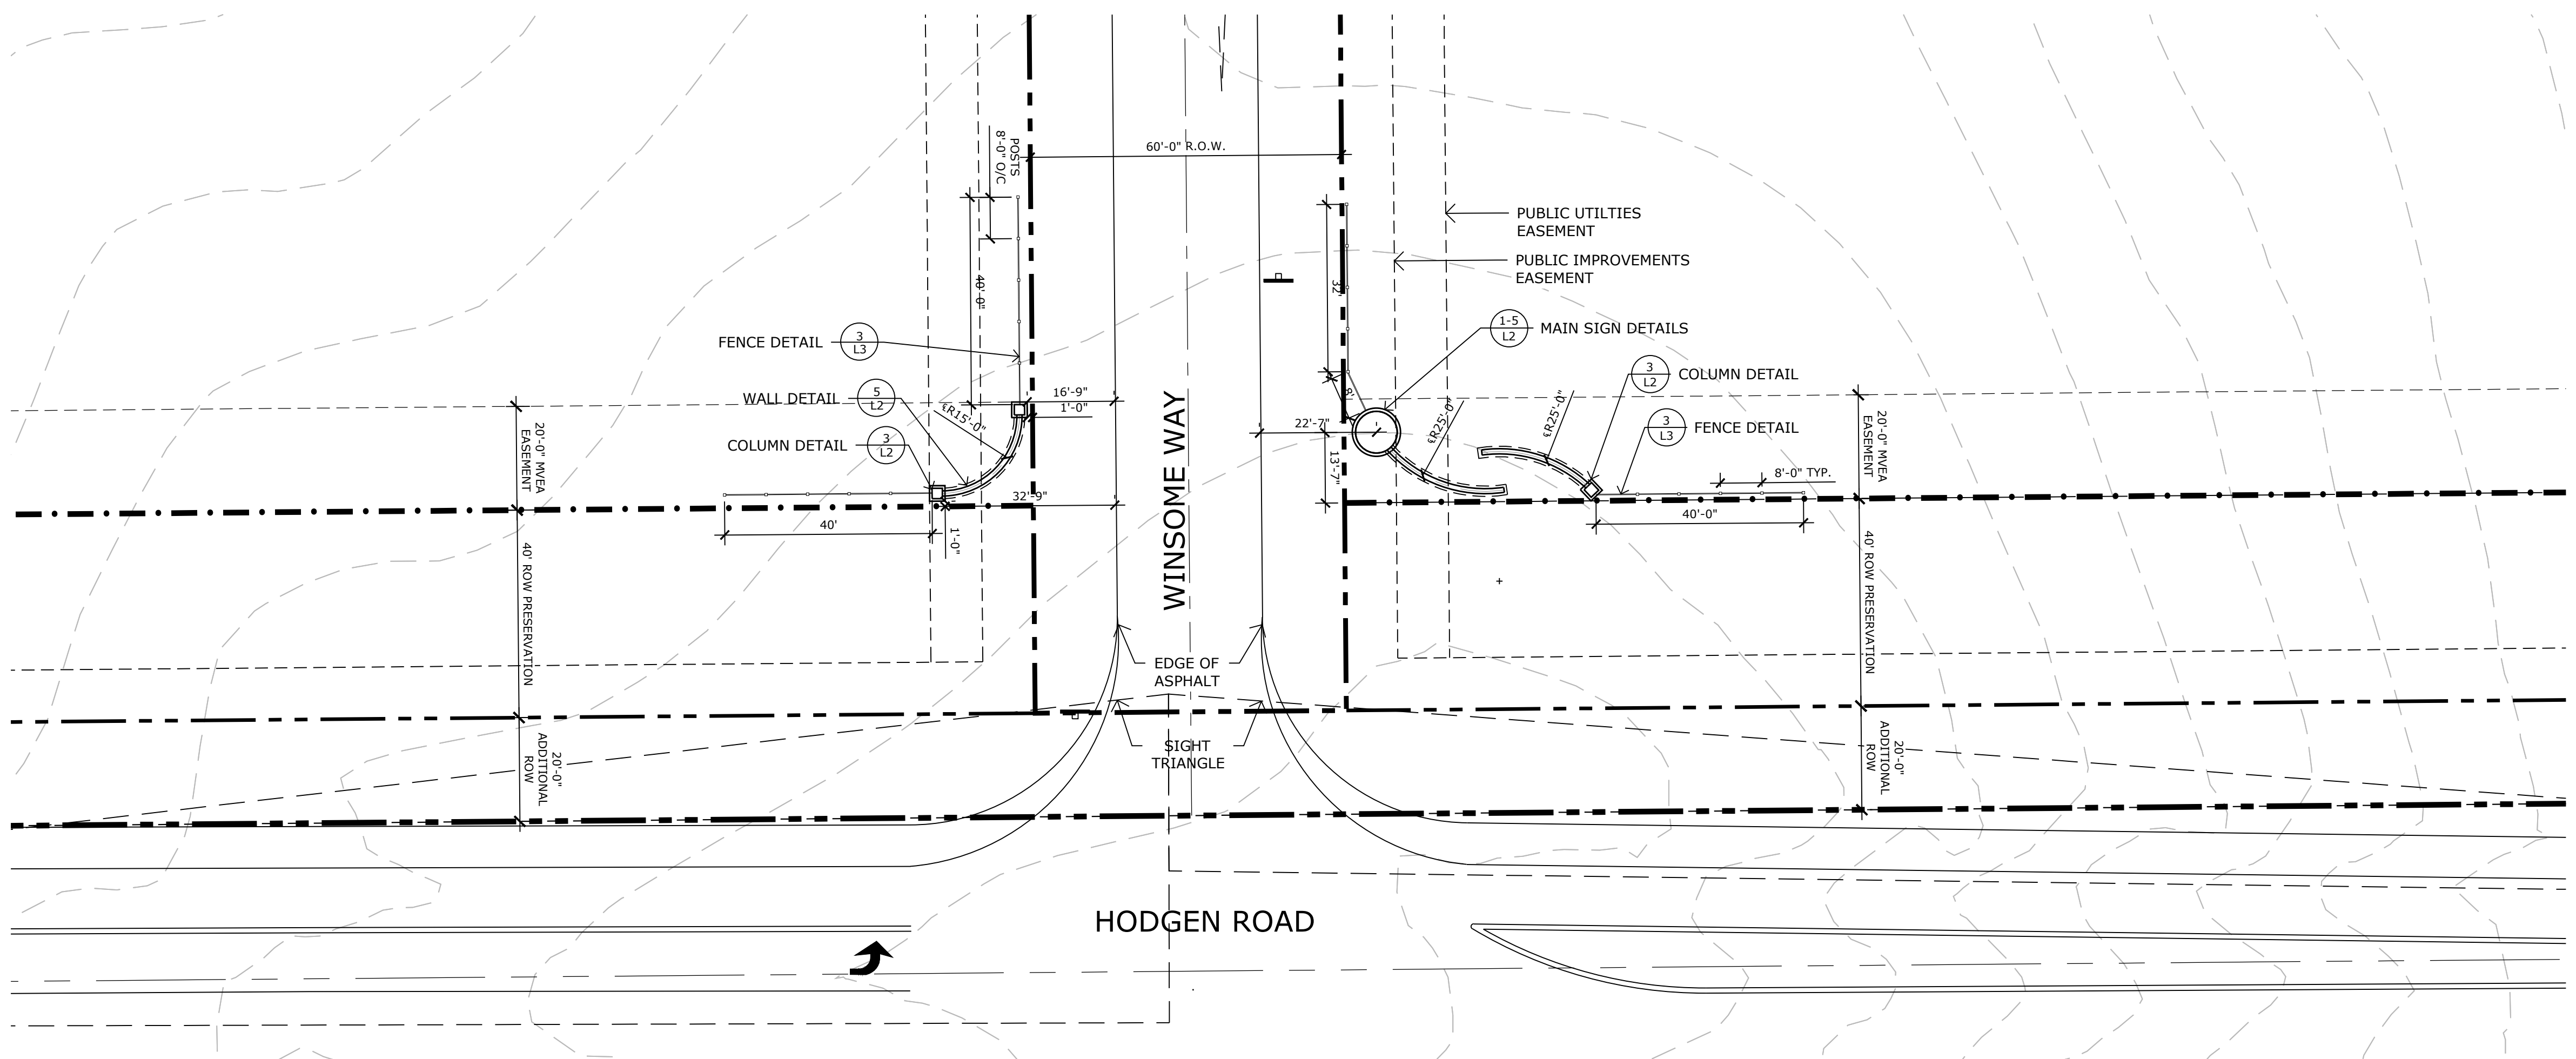 POSTS
8'-0" O/C
60'-0" R.O.W.
40'-0"
32'
PUBLIC UTILTIES
EASEMENT
PUBLIC IMPROVEMENTS
EASEMENT
FENCE DETAIL
3
L3
1-5
L2
MAIN SIGN DETAILS
WALL DETAIL
5
L2
℄R15'-0"
16'-9"
1'-0"
8'
22'-7"
13'-7"
℄R25'-0"
℄R25'-0"
3
L2
COLUMN DETAIL
3
L3
FENCE DETAIL
COLUMN DETAIL
3
L2
32'-9"
40'
1'-0"
8'-0" TYP.
40'-0"
20'-0" MVEA
EASEMENT
20'-0" MVEA
EASEMENT
40' ROW PRESERVATION
40' ROW PRESERVATION
WINSOME WAY
EDGE OF
ASPHALT
SIGHT
TRIANGLE
20'-0"
ADDITIONAL
ROW
20'-0"
ADDITIONAL
ROW
HODGEN ROAD